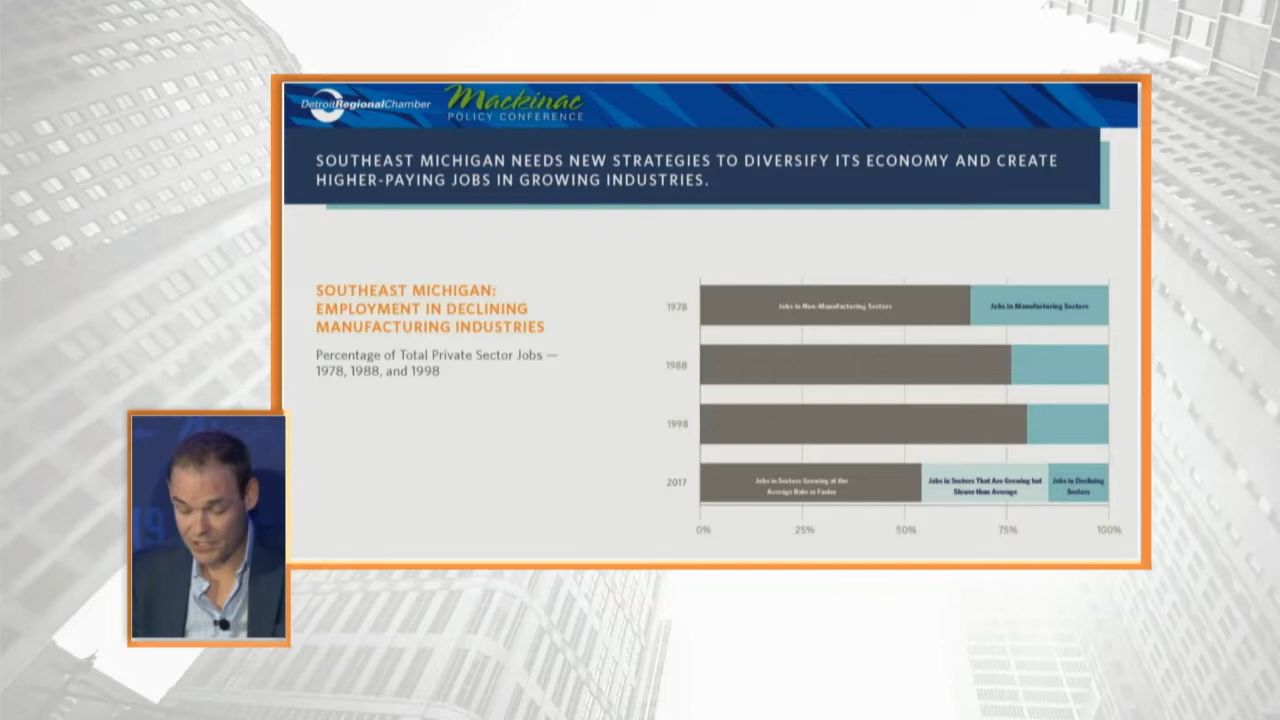 DetroitRegionalChamber
Mackinac
POLICY CONFERENCE
SOUTHEAST MICHIGAN NEEDS NEW STRATEGIES TO DIVERSIFY ITS ECONOMY AND CREATE
HIGHER-PAYING JOBS IN GROWING INDUSTRIES.
SOUTHEAST MICHIGAN:
EMPLOYMENT IN DECLINING
MANUFACTURING INDUSTRIES
Percentage of Total Private Sector Jobs —
1978, 1988, and 1998
1978
Jobs in Non-Manufacturing Sectors
Jobs in Manufacturing Sectors
1988
1998
2017
Jobs in Sectors Growing at the
Average Rate or Faster
Jobs in Sectors That Are Growing but
Slower than Average
Jobs in Declining
Sectors
0%
25%
50%
75%
100%
19